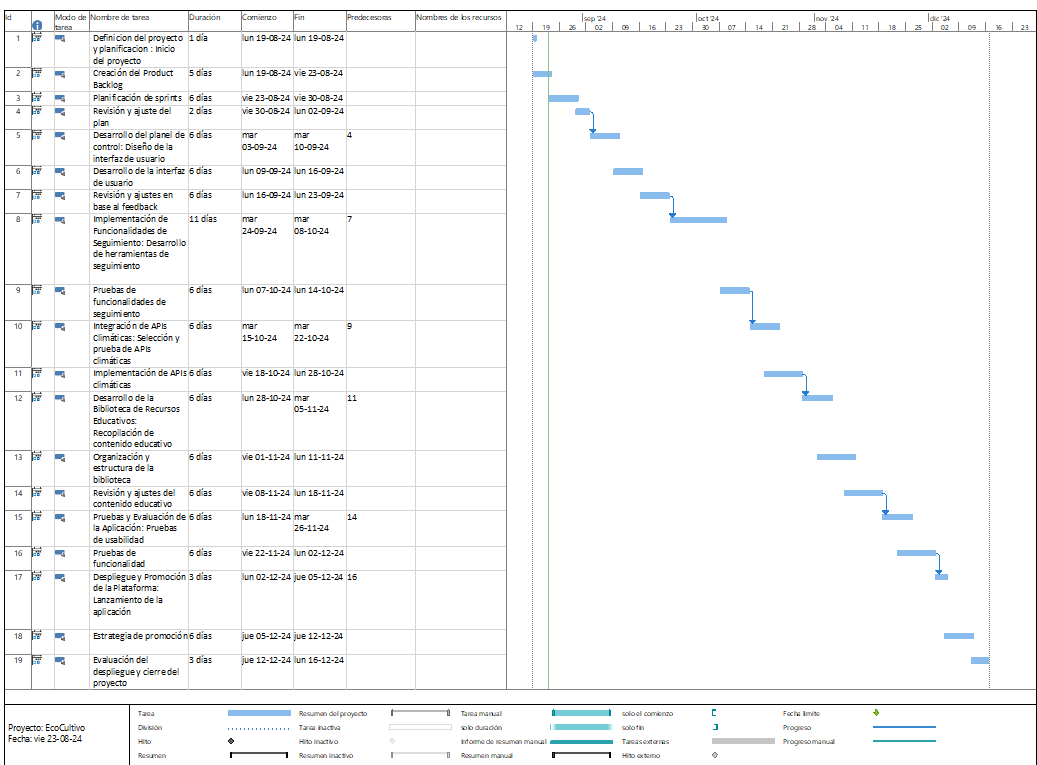 Id Modo de tarea Nombre de tarea Duración Comienzo Fin Predecesoras Nombres de los recursos
sep '24 oct '24 nov '24 dic '24
12 19 26 02 09 16 23 30 07 14 21 28 04 11 18 25 02 09 16 23
1 Definicion del proyecto 1 día lun 19-08-24 lun 19-08-24
y planificacion : Inicio
del proyecto
2 Creación del Product 5 días lun 19-08-24 vie 23-08-24
Backlog
3 Planificación de sprints 6 días vie 23-08-24 vie 30-08-24
4 Revisión y ajuste del 2 días vie 30-08-24 lun 02-09-24
plan
5 Desarrollo del planel de 6 días mar mar 4
control: Diseño de la 03-09-24 10-09-24
interfaz de usuario
6 Desarrollo de la interfaz 6 días lun 09-09-24 lun 16-09-24
de usuario
7 Revisión y ajustes en 6 días lun 16-09-24 lun 23-09-24
base al feedback
8 Implementación de 11 días mar mar 7
Funcionalidades de 24-09-24 08-10-24
Seguimiento: Desarrollo
de herramientas de
seguimiento
9 Pruebas de 6 días lun 07-10-24 lun 14-10-24
funcionalidades de
seguimiento
10 Integración de APIs 6 días mar mar 9
Climáticas: Selección y 15-10-24 22-10-24
prueba de APIs
climáticas
11 Implementación de APIs 6 días vie 18-10-24 lun 28-10-24
climáticas
12 Desarrollo de la 6 días lun 28-10-24 mar 11
Biblioteca de Recursos 05-11-24
Educativos:
Recopilación de
contenido educativo
13 Organización y 6 días vie 01-11-24 lun 11-11-24
estructura de la
biblioteca
14 Revisión y ajustes del 6 días vie 08-11-24 lun 18-11-24
contenido educativo
15 Pruebas y Evaluación de 6 días lun 18-11-24 mar 14
la Aplicación: Pruebas 26-11-24
de usabilidad
16 Pruebas de 6 días vie 22-11-24 lun 02-12-24
funcionalidad
17 Despliegue y Promoción 3 días lun 02-12-24 jue 05-12-24 16
de la Plataforma:
Lanzamiento de la
aplicación
18 Estrategia de promoción 6 días jue 05-12-24 jue 12-12-24
19 Evaluación del 3 días jue 12-12-24 lun 16-12-24
despliegue y cierre del
proyecto
Proyecto: EcoCultivo
Fecha: vie 23-08-24
Tarea Resumen del proyecto Tarea manual solo el comienzo Fecha límite
División Tarea inactiva solo duración solo fin Progreso
Hito Hito inactivo Informe de resumen manual Tareas externas Progreso manual
Resumen Resumen inactivo Resumen manual Hito externo